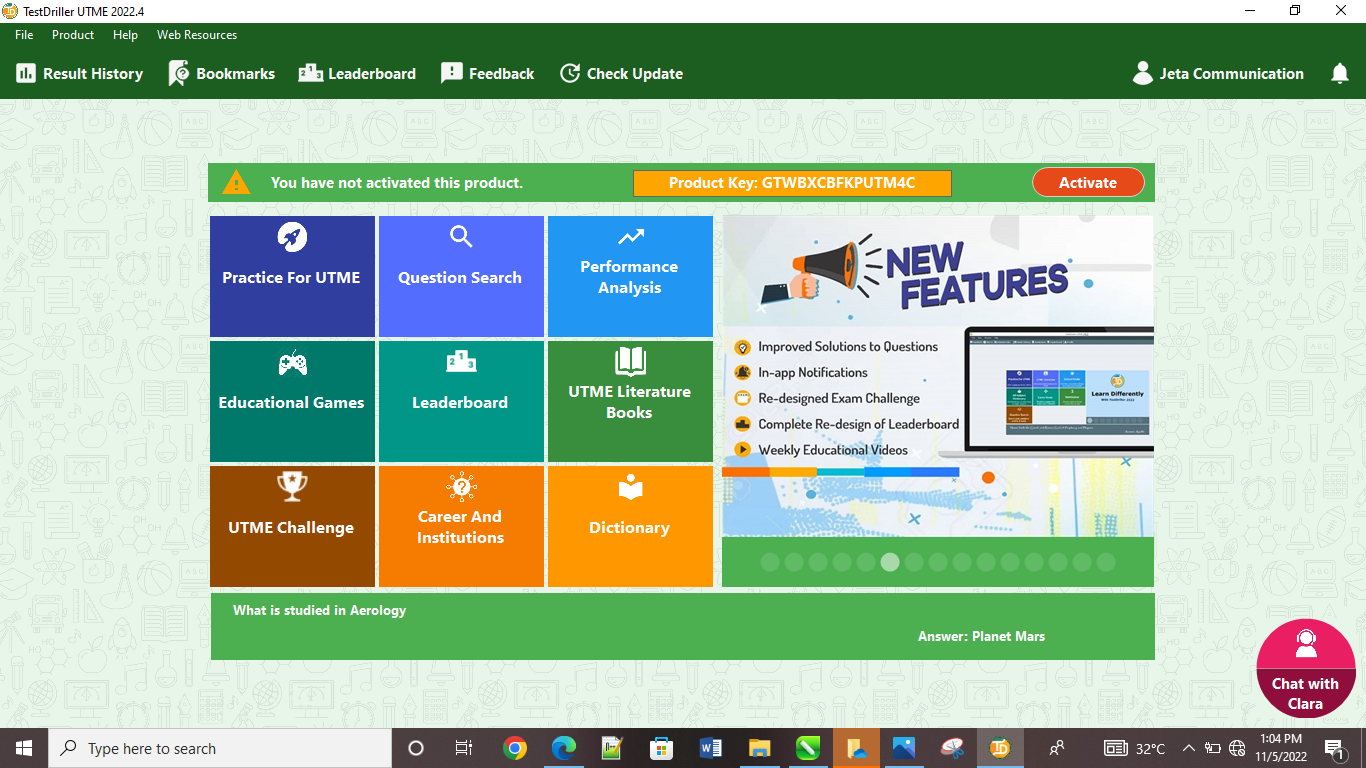 TestDriller UTME 2022.4
File Product Help Web Resources
Result History Bookmarks Leaderboard Feedback Check Update Jeta Communication
You have not activated this product. Product Key: GTWBXCBFKPUTM4C Activate
Practice For UTME
Question Search
Performance
Analysis
Educational Games
Leaderboard
UTME Literature
Books
UTME Challenge
Career And
Institutions
Dictionary
NEW
FEATURES
Improved Solutions to Questions
In-app Notifications
Re-designed Exam Challenge
Complete Re-design of Leaderboard
Weekly Educational Videos
Learn Differently
What is studied in Aerology
Answer: Planet Mars
Chat with
Clara
Type here to search
32°C
1:04 PM
11/5/2022
1